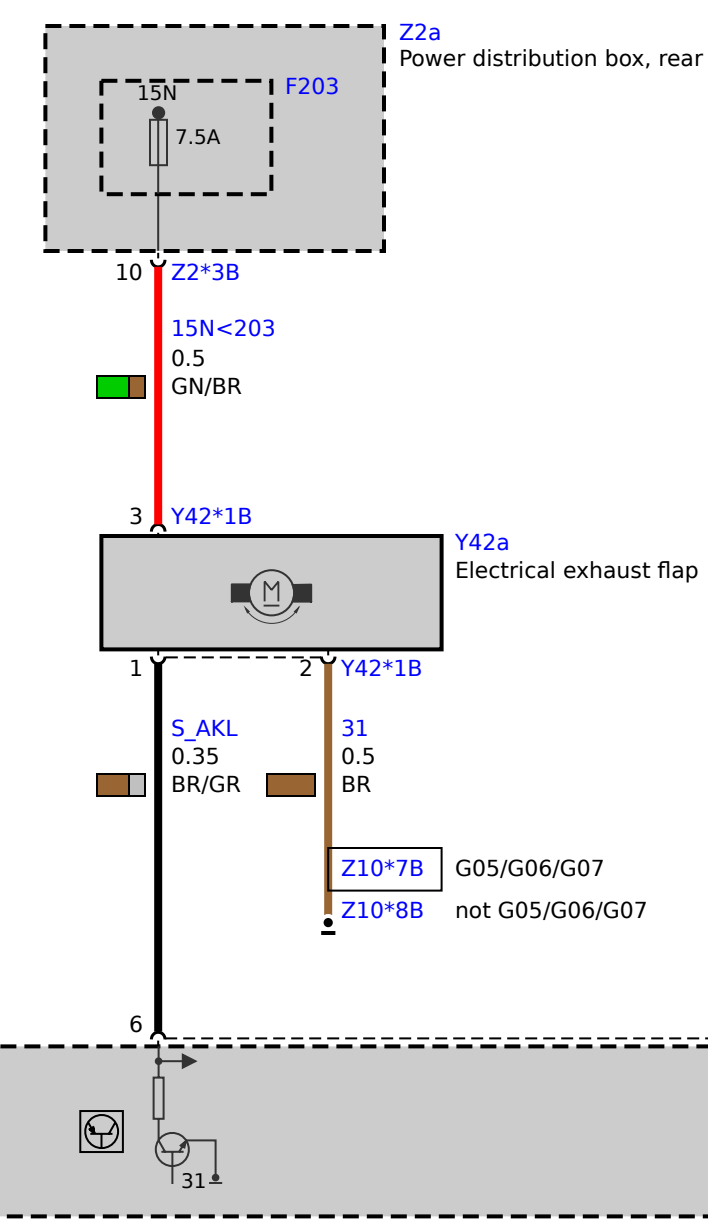 Z2a
Power distribution box, rear
F203
15N
7.5A
10 Z2*3B
15N<203
0.5
GN/BR
3 Y42*1B
Y42a
Electrical exhaust flap
M
1 2 Y42*1B
S_AKL 31
0.35 0.5
BR/GR BR
Z10*7B G05/G06/G07
Z10*8B not G05/G06/G07
6
31